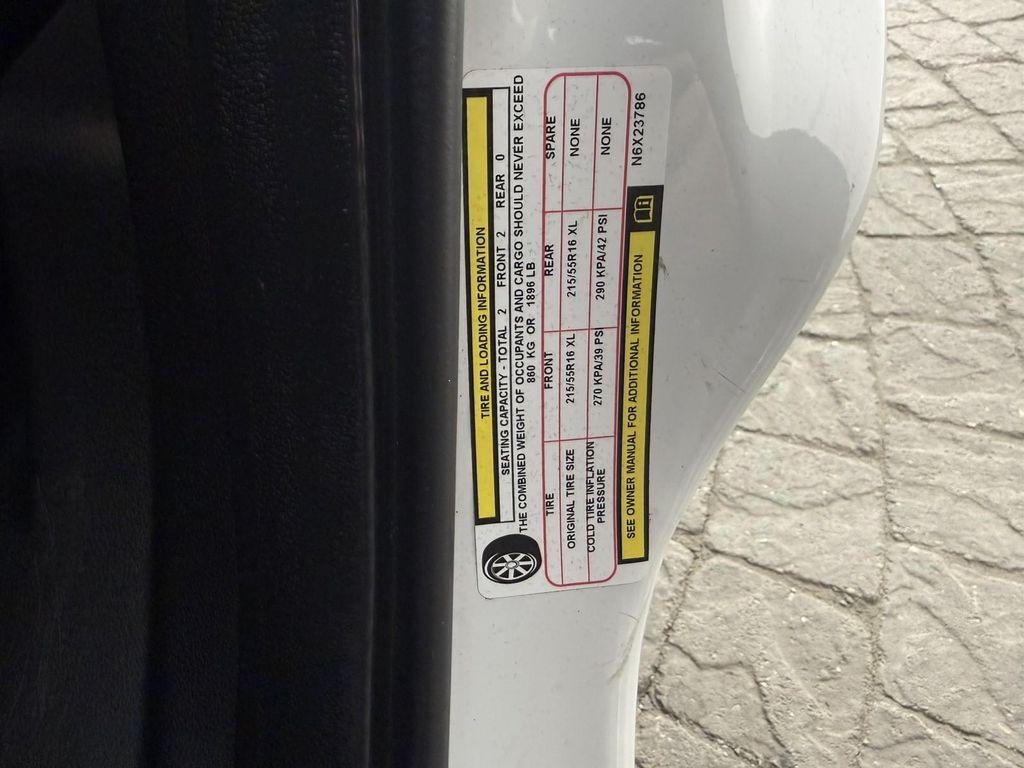 TIRE AND LOADING INFORMATION
SEATING CAPACITY - TOTAL 2 FRONT 2 REAR 0
THE COMBINED WEIGHT OF OCCUPANTS AND CARGO SHOULD NEVER EXCEED
860 KG OR 1896 LB
TIRE FRONT REAR SPARE
ORIGINAL TIRE SIZE 215/55R16 XL 215/55R16 XL NONE
COLD TIRE INFLATION PRESSURE 270 KPA/39 PSI 290 KPA/42 PSI NONE
SEE OWNER MANUAL FOR ADDITIONAL INFORMATION N6X23786